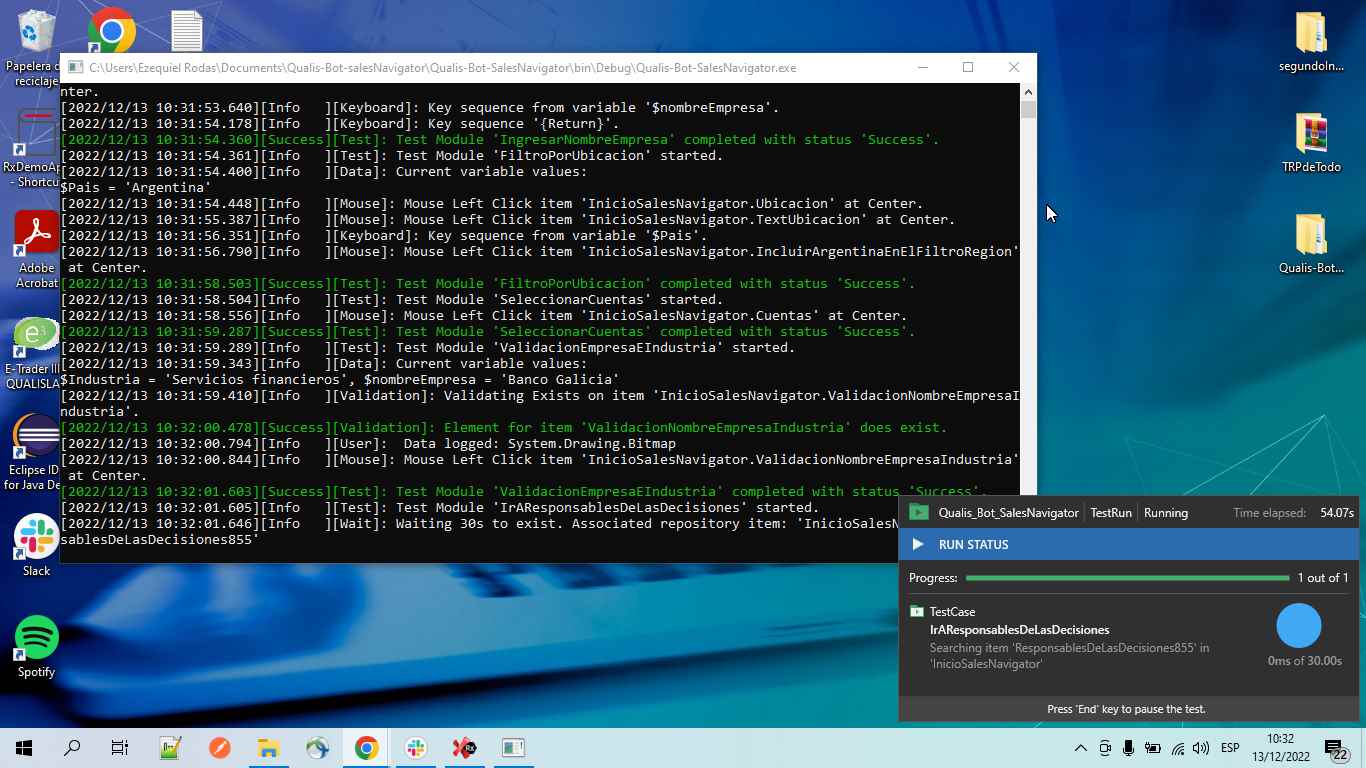 Papelera de
reciclaje
RxDemoAp
- Shortcu
Adobe
Acrobat
E-Trader III
QUALISLA
Eclipse IDE
for Java De
Slack
Spotify
C:\Users\Ezequiel Rodas\Documents\Qualis-Bot-salesNavigator\Qualis-Bot-SalesNavigator\bin\Debug\Qualis-Bot-SalesNavigator.exe
nter.
[2022/12/13 10:31:53.640][Info   ][Keyboard]: Key sequence from variable '$nombreEmpresa'.
[2022/12/13 10:31:54.178][Info   ][Keyboard]: Key sequence '{Return}'.
[2022/12/13 10:31:54.360][Success][Test]: Test Module 'IngresarNombreEmpresa' completed with status 'Success'.
[2022/12/13 10:31:54.361][Info   ][Test]: Test Module 'FiltroPorUbicacion' started.
[2022/12/13 10:31:54.400][Info   ][Data]: Current variable values:
$Pais = 'Argentina'
[2022/12/13 10:31:54.448][Info   ][Mouse]: Mouse Left Click item 'InicioSalesNavigator.Ubicacion' at Center.
[2022/12/13 10:31:55.387][Info   ][Mouse]: Mouse Left Click item 'InicioSalesNavigator.TextUbicacion' at Center.
[2022/12/13 10:31:56.351][Info   ][Keyboard]: Key sequence from variable '$Pais'.
[2022/12/13 10:31:56.790][Info   ][Mouse]: Mouse Left Click item 'InicioSalesNavigator.IncluirArgentinaEnElFiltroRegion'
at Center.
[2022/12/13 10:31:58.503][Success][Test]: Test Module 'FiltroPorUbicacion' completed with status 'Success'.
[2022/12/13 10:31:58.504][Info   ][Test]: Test Module 'SeleccionarCuentas' started.
[2022/12/13 10:31:58.556][Info   ][Mouse]: Mouse Left Click item 'InicioSalesNavigator.Cuentas' at Center.
[2022/12/13 10:31:59.287][Success][Test]: Test Module 'SeleccionarCuentas' completed with status 'Success'.
[2022/12/13 10:31:59.289][Info   ][Test]: Test Module 'ValidacionEmpresaEIndustria' started.
[2022/12/13 10:31:59.343][Info   ][Data]: Current variable values:
$Industria = 'Servicios financieros', $nombreEmpresa = 'Banco Galicia'
[2022/12/13 10:31:59.410][Info   ][Validation]: Validating Exists on item 'InicioSalesNavigator.ValidacionNombreEmpresaI
ndustria'.
[2022/12/13 10:32:00.478][Success][Validation]: Element for item 'ValidacionNombreEmpresaIndustria' does exist.
[2022/12/13 10:32:00.794][Info   ][User]:  Data logged: System.Drawing.Bitmap
[2022/12/13 10:32:00.844][Info   ][Mouse]: Mouse Left Click item 'InicioSalesNavigator.ValidacionNombreEmpresaIndustria'
at Center.
[2022/12/13 10:32:01.603][Success][Test]: Test Module 'ValidacionEmpresaEIndustria' completed with status 'Success'.
[2022/12/13 10:32:01.605][Info   ][Test]: Test Module 'IrAResponsablesDeLasDecisiones' started.
[2022/12/13 10:32:01.646][Info   ][Wait]: Waiting 30s to exist. Associated repository item: 'InicioSalesN
sablesDeLasDecisiones855'
segundoIn...
TRPdeTodo
Qualis-Bot...
Qualis_Bot_SalesNavigator TestRun Running Time elapsed: 54.07s
RUN STATUS
Progress: 1 out of 1
TestCase
IrAResponsablesDeLasDecisiones
Searching item 'ResponsablesDeLasDecisiones855' in
'InicioSalesNavigator'
0ms of 30.00s
Press 'End' key to pause the test.
ESP
10:32
13/12/2022
22